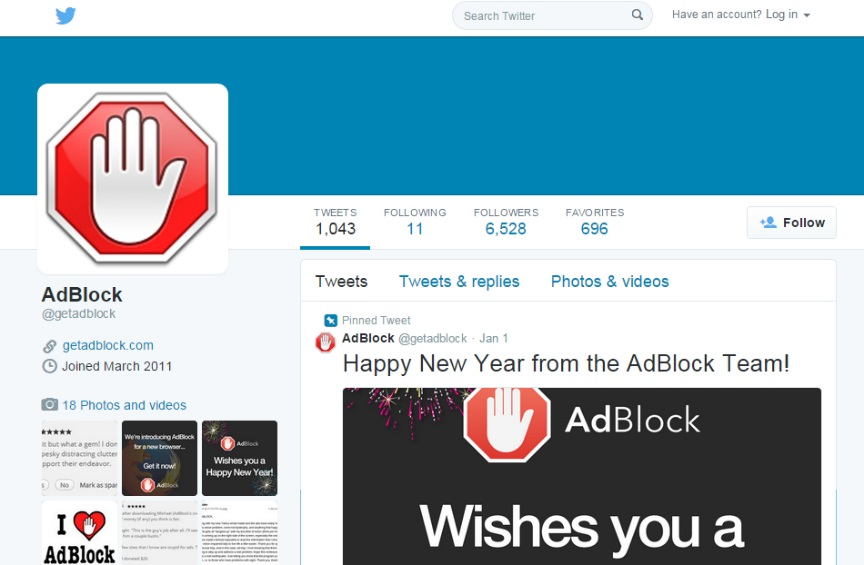 Search Twitter
Have an account? Log in
TWEETS
FOLLOWING
FOLLOWERS
FAVORITES
1,043
11
6,528
696
Follow
AdBlock
@getadblock
getadblock.com
Joined March 2011
18 Photos and videos
it but what a gem! I don
pesky distracting clutter
pport their endeavor.
No
Mark as spar
We're introducing AdBlock
for a new browser...
Get it now!
AdBlock
AdBlock
Wishes you a
Happy New Year!
I
AdBlock
Tweets
Tweets & replies
Photos & videos
Pinned Tweet
AdBlock @getadblock · Jan 1
Happy New Year from the AdBlock Team!
AdBlock
Wishes you a